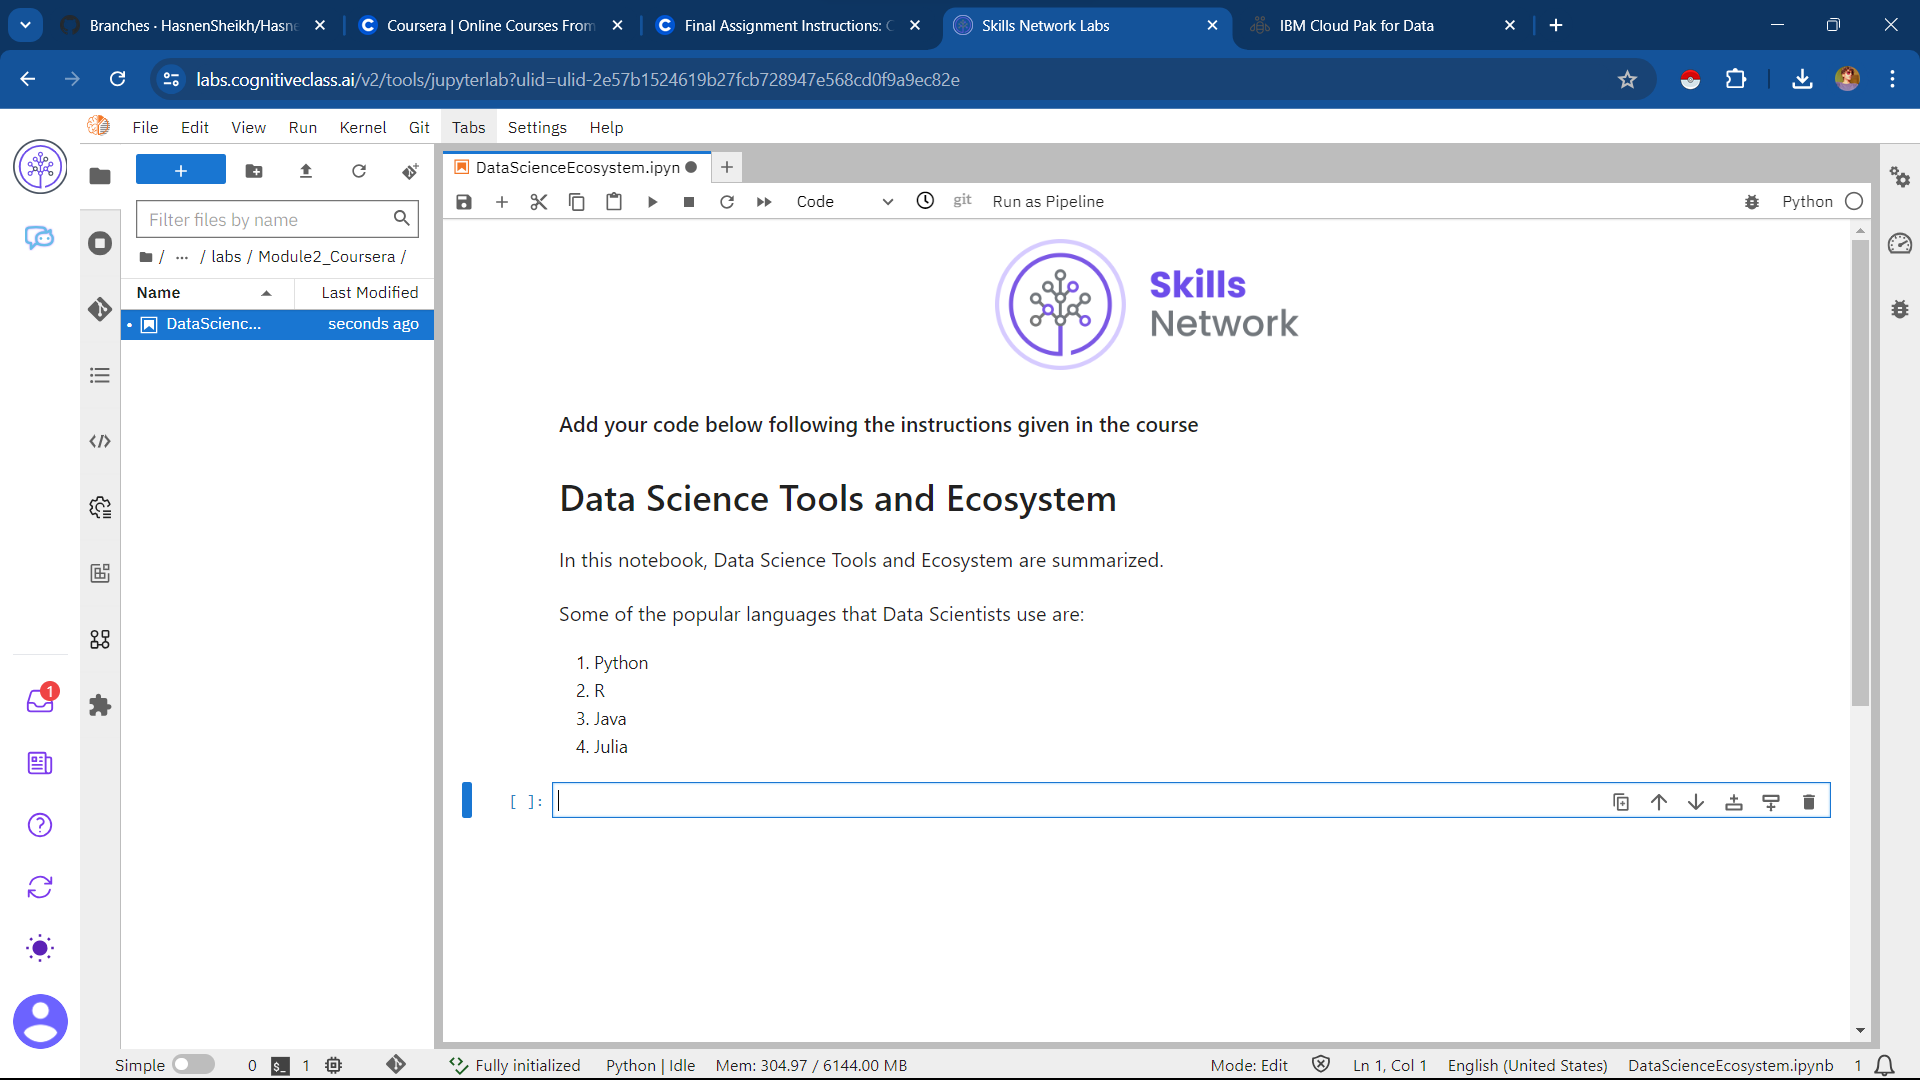 Branches · HasnenSheikh/Hasne
Coursera | Online Courses From
Final Assignment Instructions: C
Skills Network Labs
IBM Cloud Pak for Data
labs.cognitiveclass.ai/v2/tools/jupyterlab?ulid=ulid-2e57b1524619b27fcb728947e568cd0f9a9ec82e
File Edit View Run Kernel Git Tabs Settings Help
DataScienceEcosystem.ipyn
Filter files by name
Code
git
Run as Pipeline
Python
/ ... / labs / Module2_Coursera /
Name Last Modified
DataScienc... seconds ago
Skills
Network
Add your code below following the instructions given in the course
Data Science Tools and Ecosystem
In this notebook, Data Science Tools and Ecosystem are summarized.
Some of the popular languages that Data Scientists use are:
1. Python
2. R
3. Java
4. Julia
[ ]:
1
Simple 0 $_ 1 Fully initialized Python | Idle Mem: 304.97 / 6144.00 MB Mode: Edit Ln 1, Col 1 English (United States) DataScienceEcosystem.ipynb 1